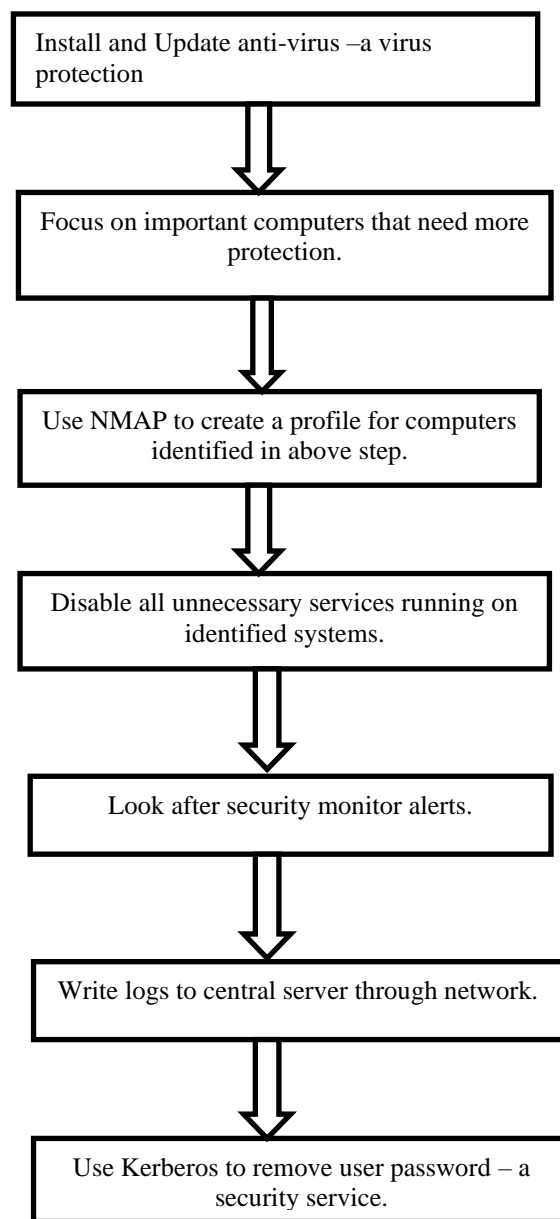 Install and Update anti-virus –a virus
protection
Focus on important computers that need more
protection.
Use NMAP to create a profile for computers
identified in above step.
Disable all unnecessary services running on
identified systems.
Look after security monitor alerts.
Write logs to central server through network.
Use Kerberos to remove user password – a
security service.